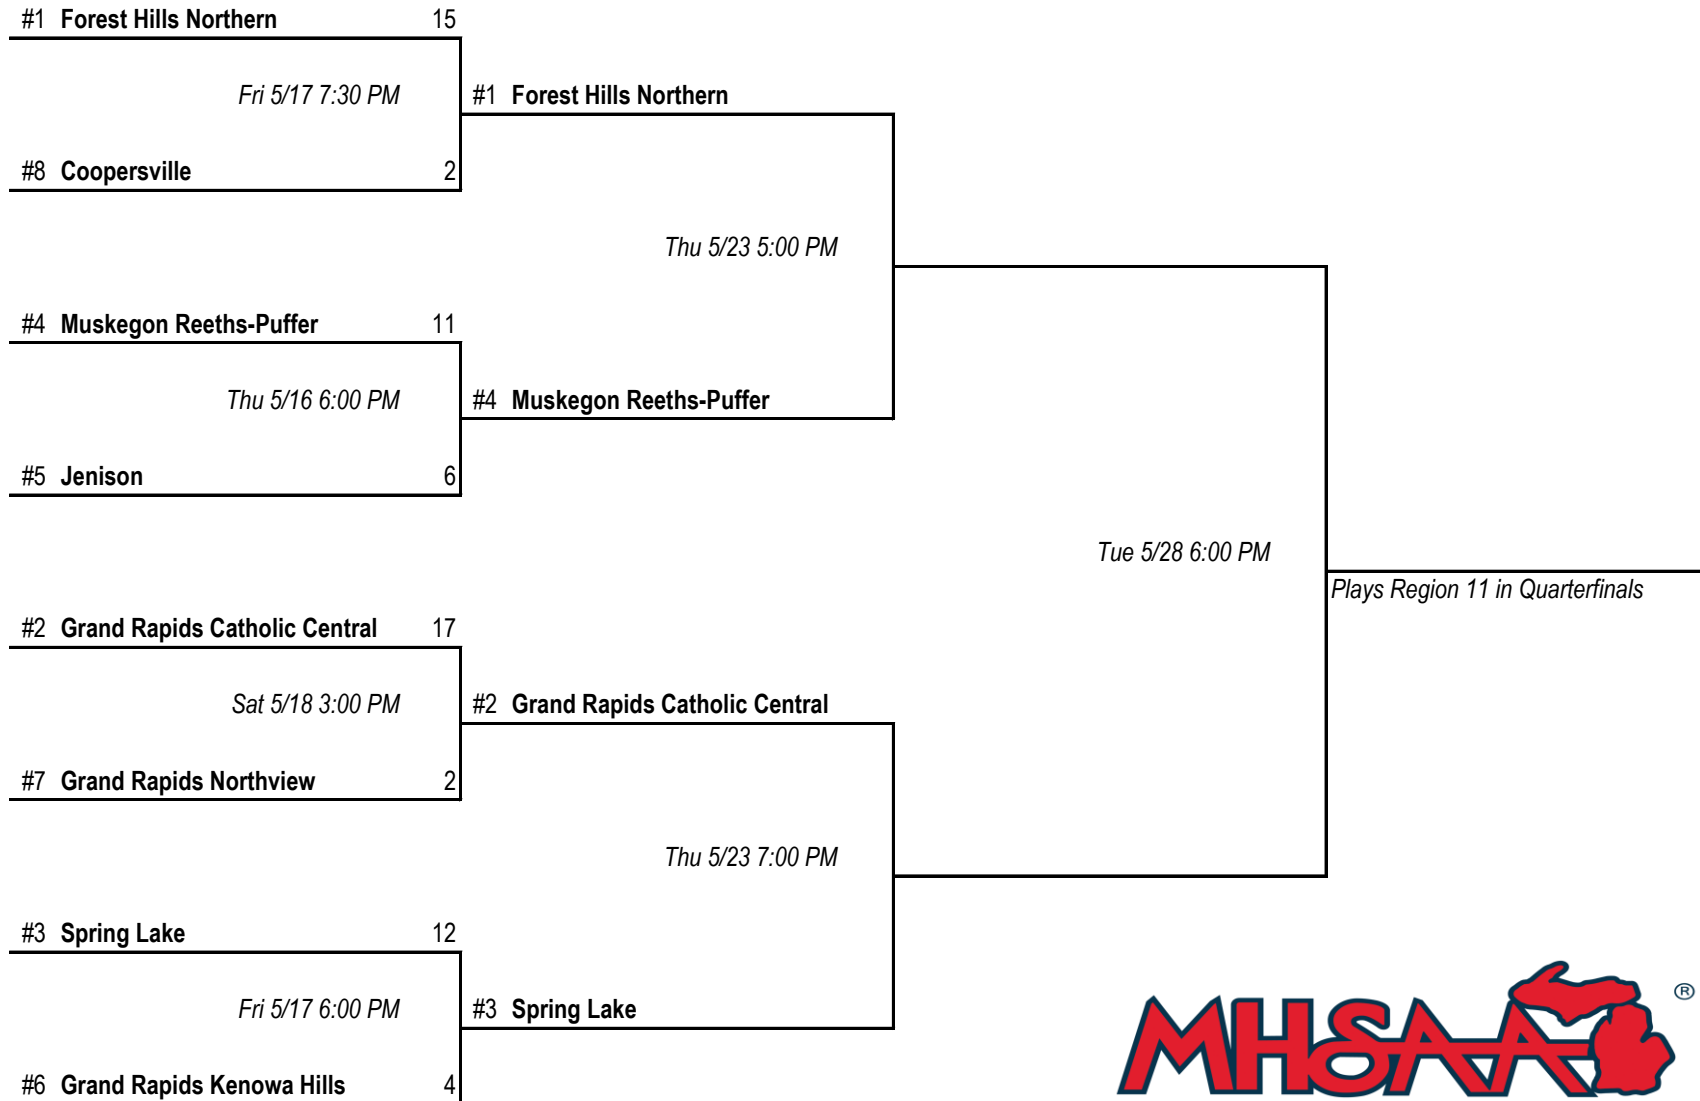 #1 Forest Hills Northern 15
Fri 5/17 7:30 PM
#1 Forest Hills Northern
#8 Coopersville 2
Thu 5/23 5:00 PM
#4 Muskegon Reeths-Puffer 11
Thu 5/16 6:00 PM
#4 Muskegon Reeths-Puffer
#5 Jenison 6
Tue 5/28 6:00 PM
Plays Region 11 in Quarterfinals
#2 Grand Rapids Catholic Central 17
Sat 5/18 3:00 PM
#2 Grand Rapids Catholic Central
#7 Grand Rapids Northview 2
Thu 5/23 7:00 PM
#3 Spring Lake 12
Fri 5/17 6:00 PM
#3 Spring Lake
#6 Grand Rapids Kenowa Hills 4
MHSAA ®